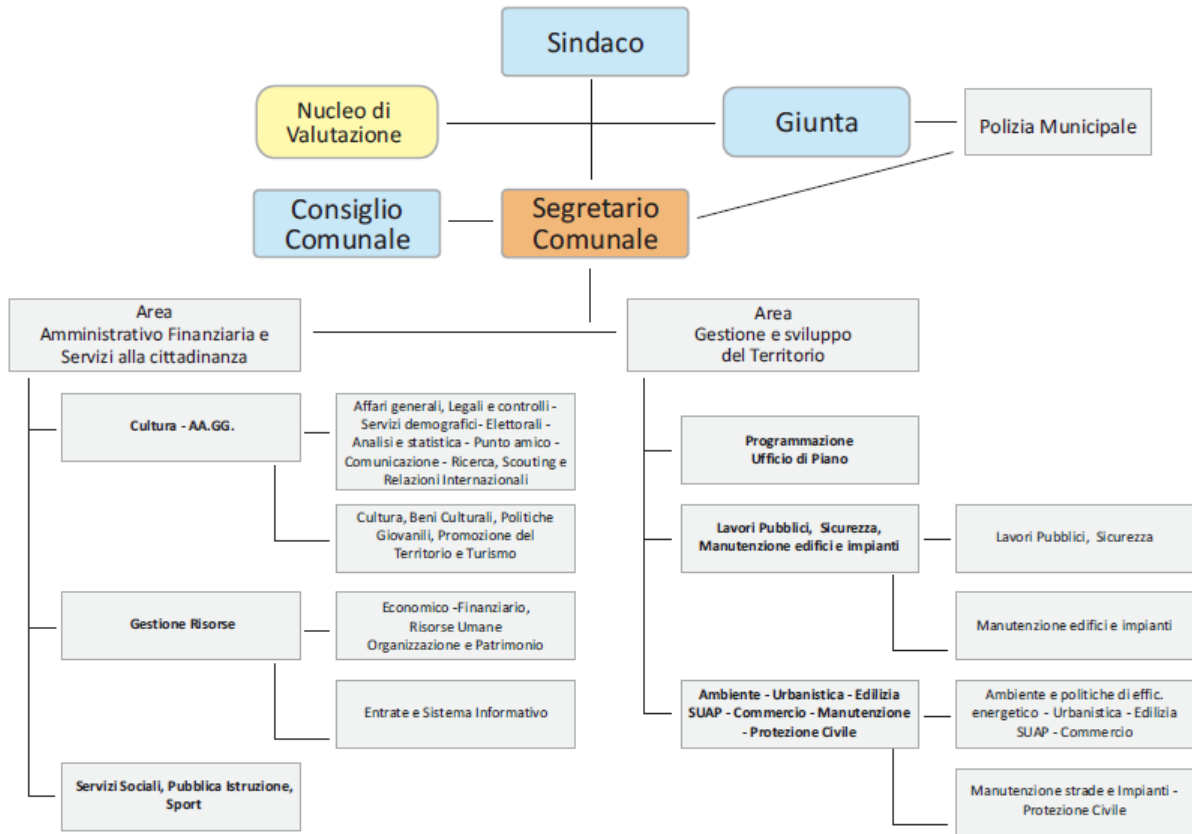 Sindaco
Nucleo di
Valutazione
Giunta
Polizia Municipale
Consiglio
Comunale
Segretario
Comunale
Area
Amministrativo Finanziaria e
Servizi alla cittadinanza
Area
Gestione e sviluppo
del Territorio
Cultura - AA.GG.
Affari generali, Legali e controlli -
Servizi demografici- Elettorali -
Analisi e statistica - Punto amico -
Comunicazione - Ricerca, Scouting e
Relazioni Internazionali
Cultura, Beni Culturali, Politiche
Giovanili, Promozione del
Territorio e Turismo
Gestione Risorse
Economico -Finanziario,
Risorse Umane
Organizzazione e Patrimonio
Entrate e Sistema Informativo
Servizi Sociali, Pubblica Istruzione,
Sport
Programmazione
Ufficio di Piano
Lavori Pubblici, Sicurezza,
Manutenzione edifici e impianti
Lavori Pubblici, Sicurezza
Manutenzione edifici e impianti
Ambiente - Urbanistica - Edilizia
SUAP - Commercio - Manutenzione
- Protezione Civile
Ambiente e politiche di effic.
energetico - Urbanistica - Edilizia
SUAP - Commercio
Manutenzione strade e Impianti -
Protezione Civile